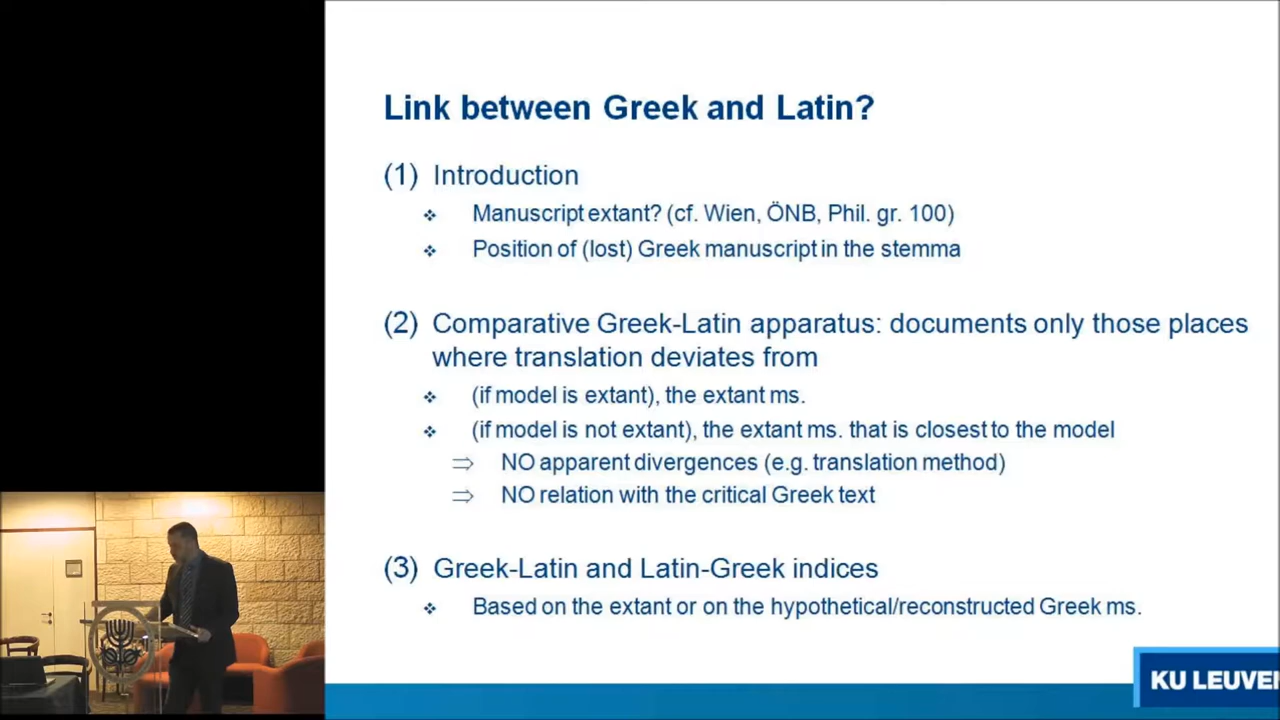 Link between Greek and Latin?
(1) Introduction
❖ Manuscript extant? (cf. Wien, ÖNB, Phil. gr. 100)
❖ Position of (lost) Greek manuscript in the stemma
(2) Comparative Greek-Latin apparatus: documents only those places
where translation deviates from
❖ (if model is extant), the extant ms.
❖ (if model is not extant), the extant ms. that is closest to the model
⇒ NO apparent divergences (e.g. translation method)
⇒ NO relation with the critical Greek text
(3) Greek-Latin and Latin-Greek indices
❖ Based on the extant or on the hypothetical/reconstructed Greek ms.
KU LEUVEN